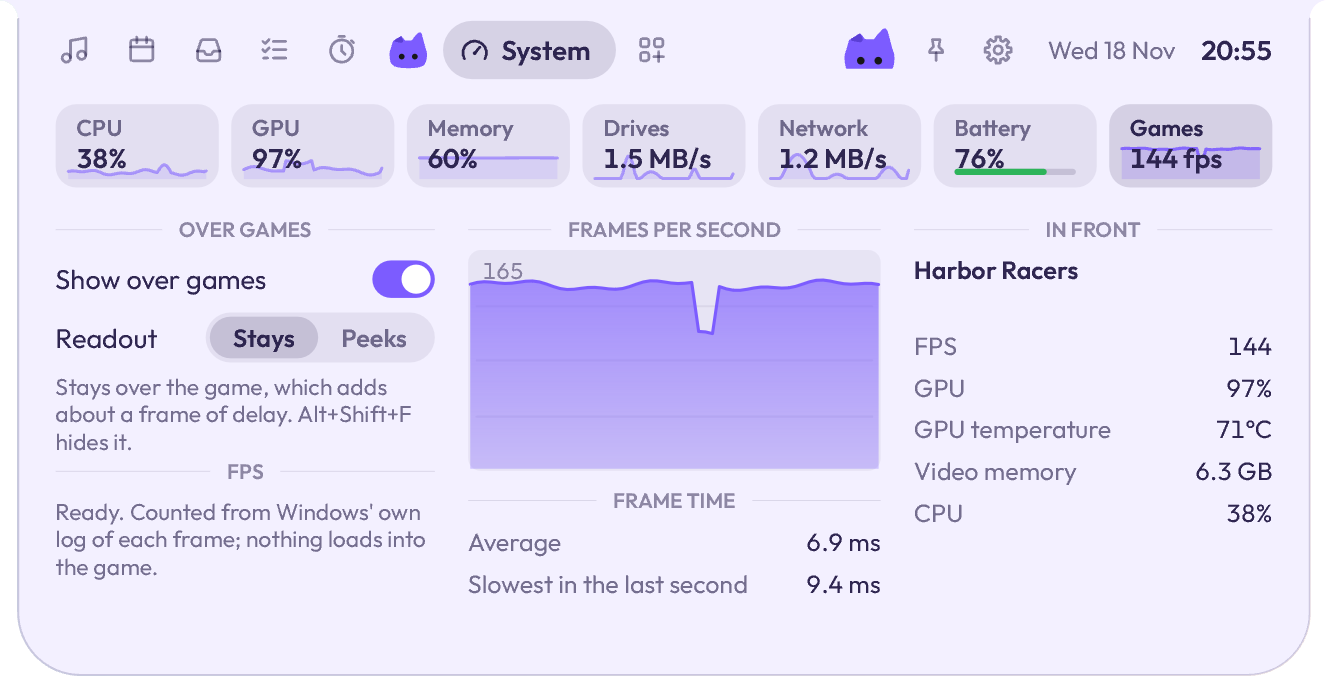 System
Wed 18 Nov 20:55
CPU
38%
GPU
97%
Memory
60%
Drives
1.5 MB/s
Network
1.2 MB/s
Battery
76%
Games
144 fps
OVER GAMES
Show over games
Readout Stays Peeks
Stays over the game, which adds
about a frame of delay. Alt+Shift+F
hides it.
FPS
Ready. Counted from Windows' own
log of each frame; nothing loads into
the game.
FRAMES PER SECOND
165
FRAME TIME
Average 6.9 ms
Slowest in the last second 9.4 ms
IN FRONT
Harbor Racers
FPS 144
GPU 97%
GPU temperature 71°C
Video memory 6.3 GB
CPU 38%